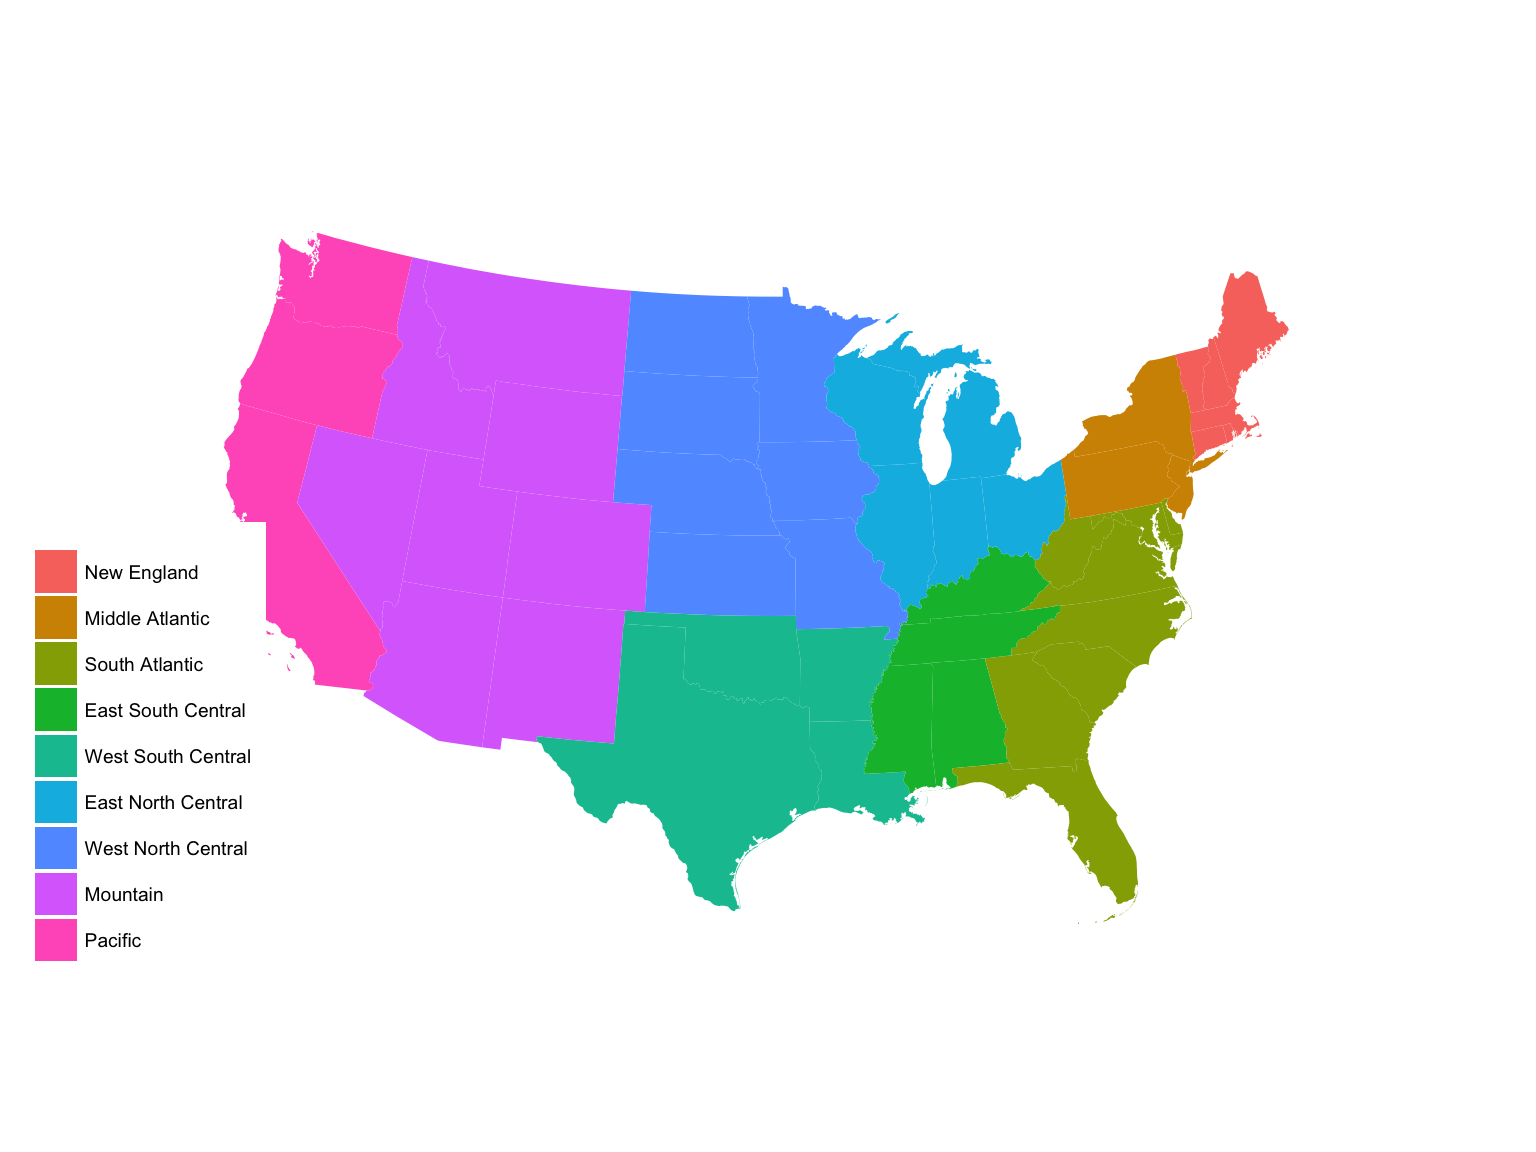 New England
Middle Atlantic
South Atlantic
East South Central
West South Central
East North Central
West North Central
Mountain
Pacific